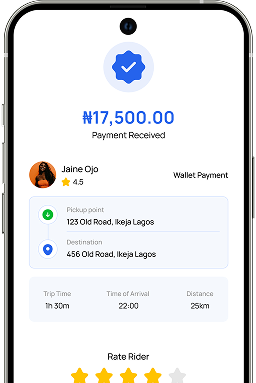 ₦17,500.00
Payment Received
Jaine Ojo
4.5
Wallet Payment
Pickup point
123 Old Road, Ikeja Lagos
Destination
456 Old Road, Ikeja Lagos
Trip Time
Time of Arrival
Distance
1h 30m
22:00
25km
Rate Rider